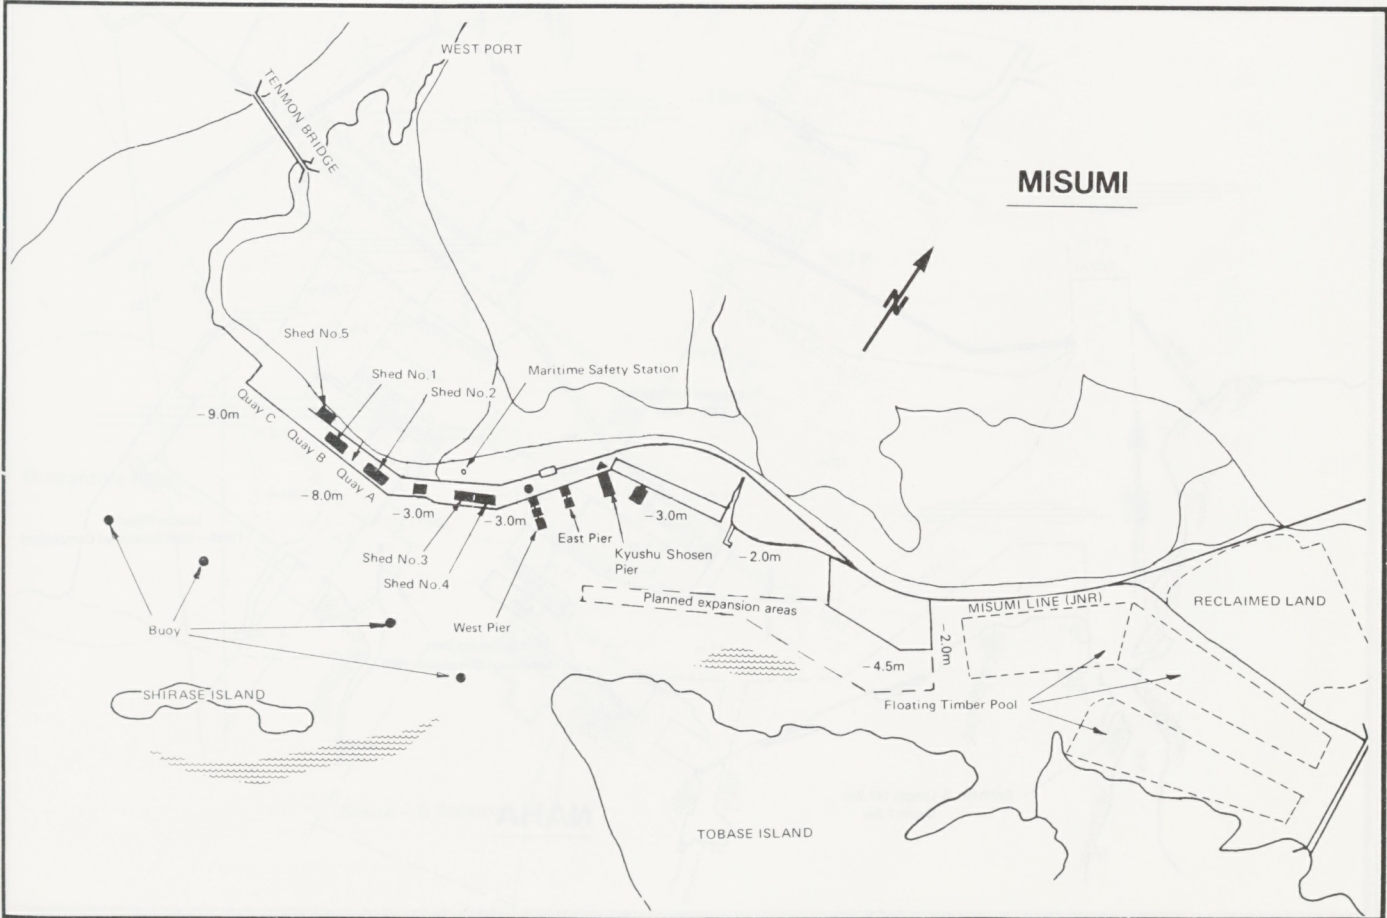 WEST PORT
TENMON BRIDGE
MISUMI
N
Shed No.5
Shed No.1
Shed No.2
Maritime Safety Station
-9.0m
Quay C
Quay B
Quay A
-8.0m
-3.0m
-3.0m
-3.0m
East Pier
Kyushu Shosen
Pier
-2.0m
Shed No.3
Shed No.4
West Pier
Planned expansion areas
MISUMI LINE (JNR)
RECLAIMED LAND
Buoy
-2.0m
-4.5m
SHIRASE ISLAND
Floating Timber Pool
TOBASE ISLAND
NAHA